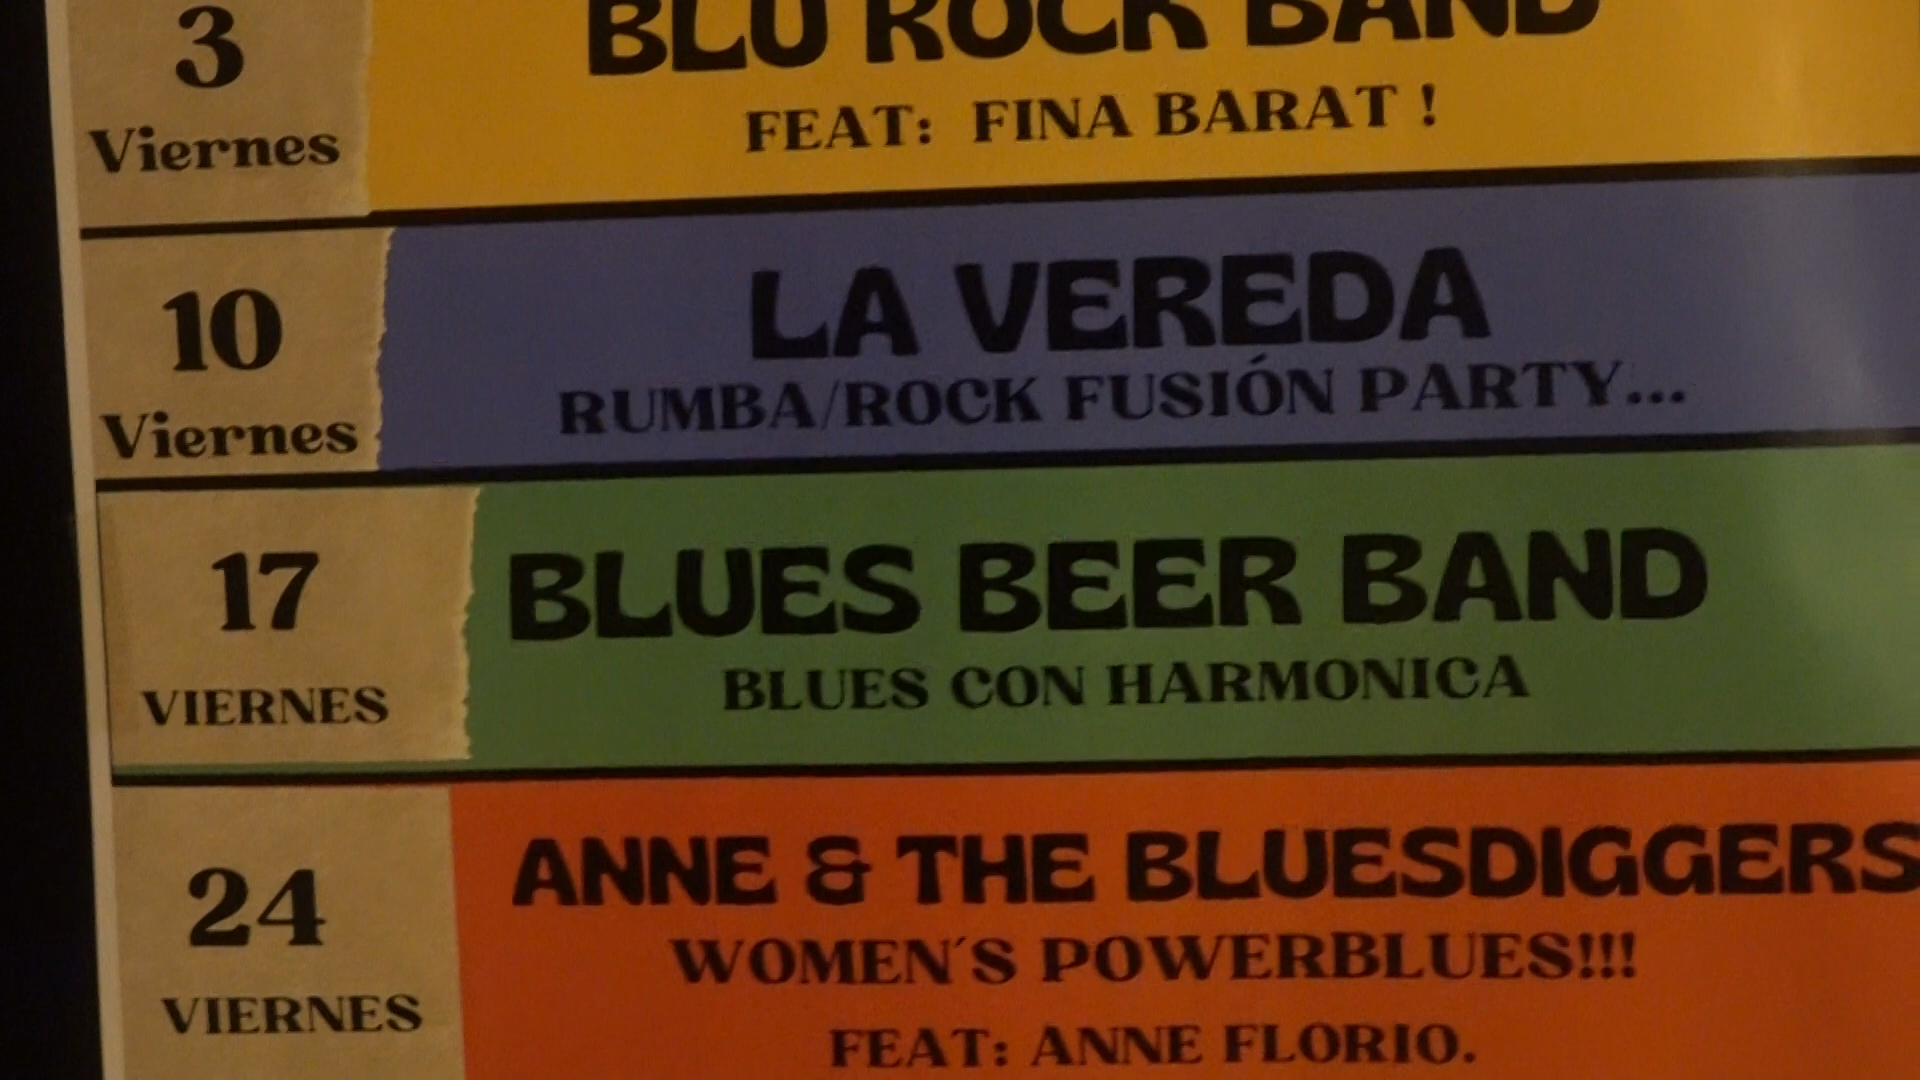 3
Viernes
BLU ROCK BAND
FEAT: FINA BARAT !
10
Viernes
LA VEREDA
RUMBA/ROCK FUSIÓN PARTY...
17
VIERNES
BLUES BEER BAND
BLUES CON HARMONICA
24
VIERNES
ANNE & THE BLUESDIGGERS
WOMEN´S POWERBLUES!!!
FEAT: ANNE FLORIO.